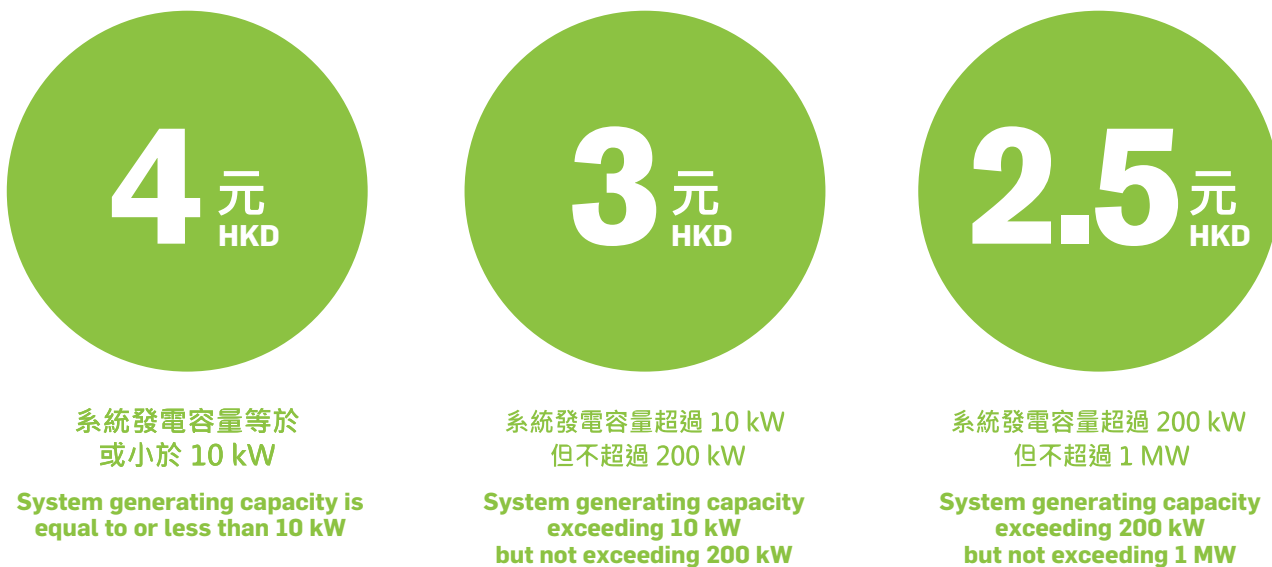 4 元
HKD
系統發電容量等於
或小於 10 kW
System generating capacity is
equal to or less than 10 kW
3 元
HKD
系統發電容量超過 10 kW
但不超過 200 kW
System generating capacity
exceeding 10 kW
but not exceeding 200 kW
2.5 元
HKD
系統發電容量超過 200 kW
但不超過 1 MW
System generating capacity
exceeding 200 kW
but not exceeding 1 MW